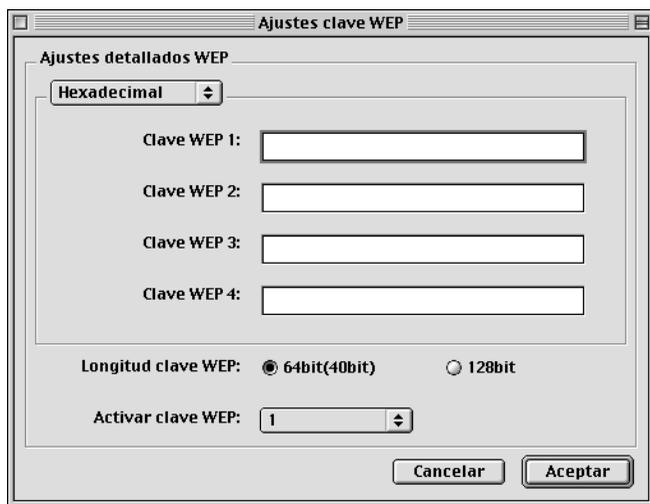 Ajustes clave WEP
Ajustes detallados WEP
Hexadecimal
Clave WEP 1:
Clave WEP 2:
Clave WEP 3:
Clave WEP 4:
Longitud clave WEP: 64bit(40bit) 128bit
Activar clave WEP: 1
Cancelar Aceptar